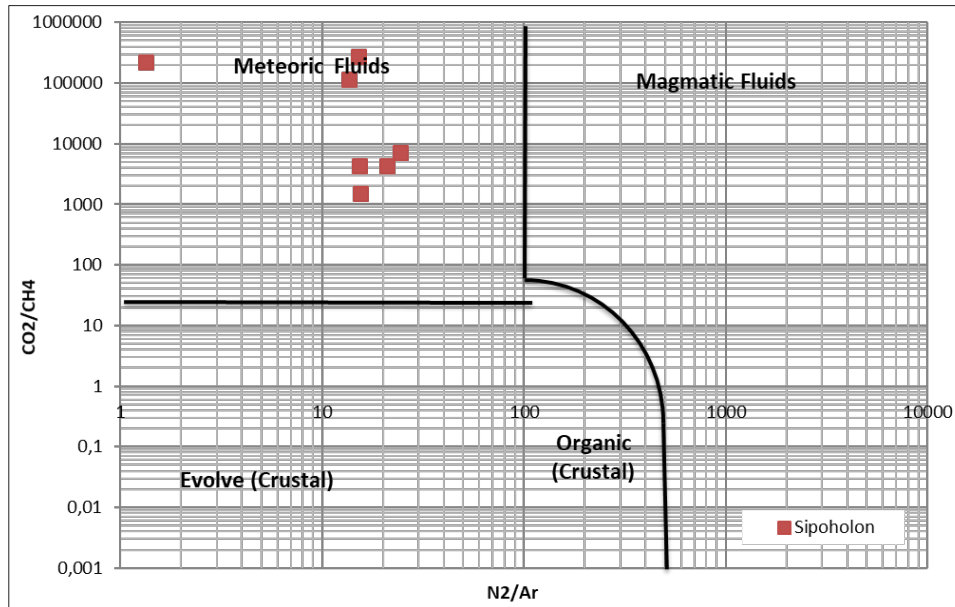 1000000
100000
10000
1000
100
10
1
0,1
0,01
0,001
CO2/CH4
Meteoric Fluids
Magmatic Fluids
1 10 100 1000 10000
Organic
(Crustal)
Evolve (Crustal)
Sipoholon
N2/Ar